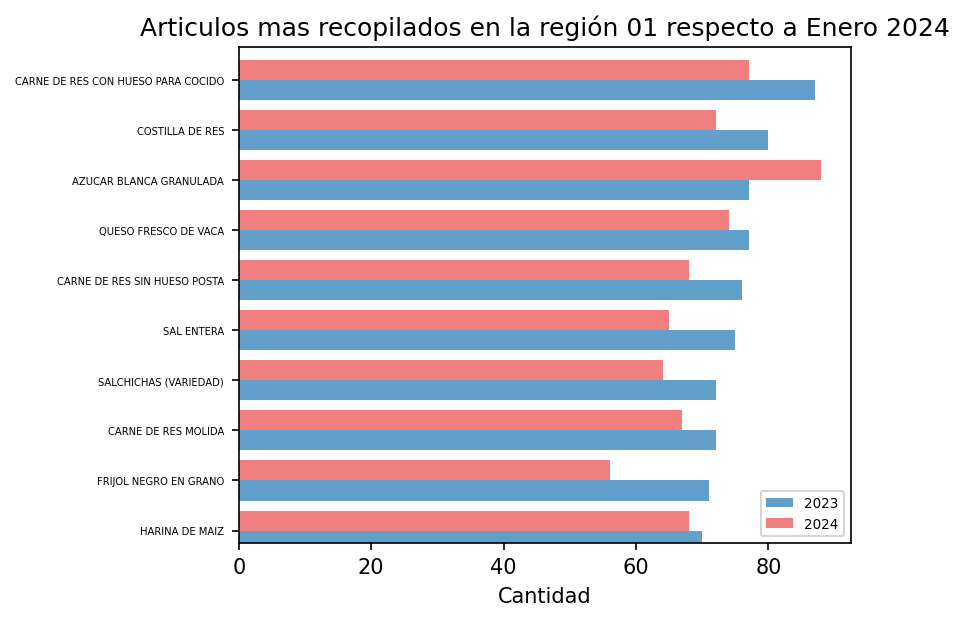 Articulos mas recopilados en la región 01 respecto a Enero 2024
CARNE DE RES CON HUESO PARA COCIDO
COSTILLA DE RES
AZUCAR BLANCA GRANULADA
QUESO FRESCO DE VACA
CARNE DE RES SIN HUESO POSTA
SAL ENTERA
SALCHICHAS (VARIEDAD)
CARNE DE RES MOLIDA
FRIJOL NEGRO EN GRANO
HARINA DE MAIZ
2023
2024
0 20 40 60 80
Cantidad